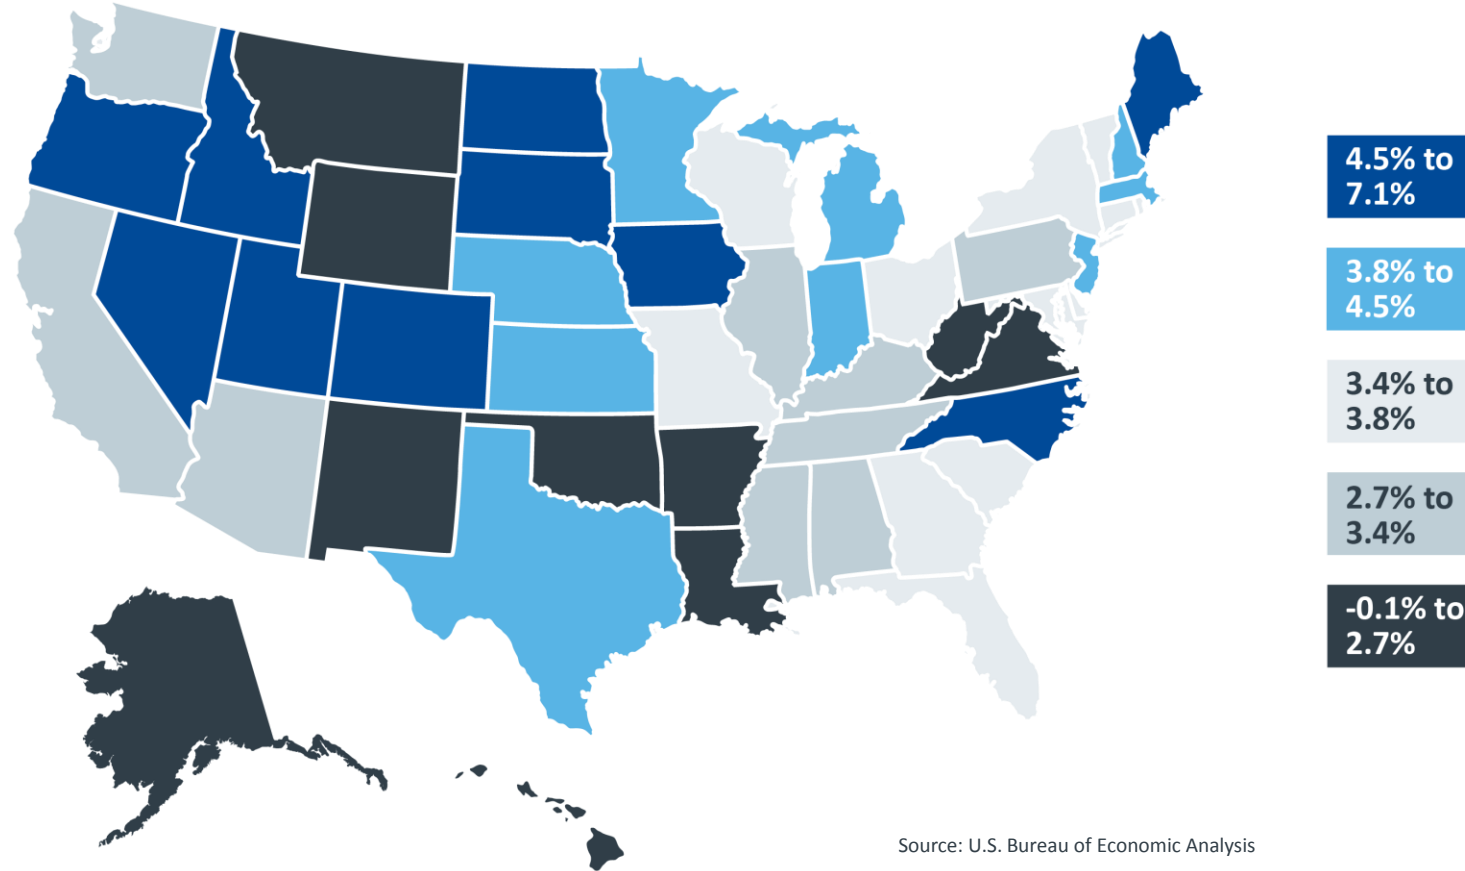 4.5% to
7.1%
3.8% to
4.5%
3.4% to
3.8%
2.7% to
3.4%
-0.1% to
2.7%
Source: U.S. Bureau of Economic Analysis